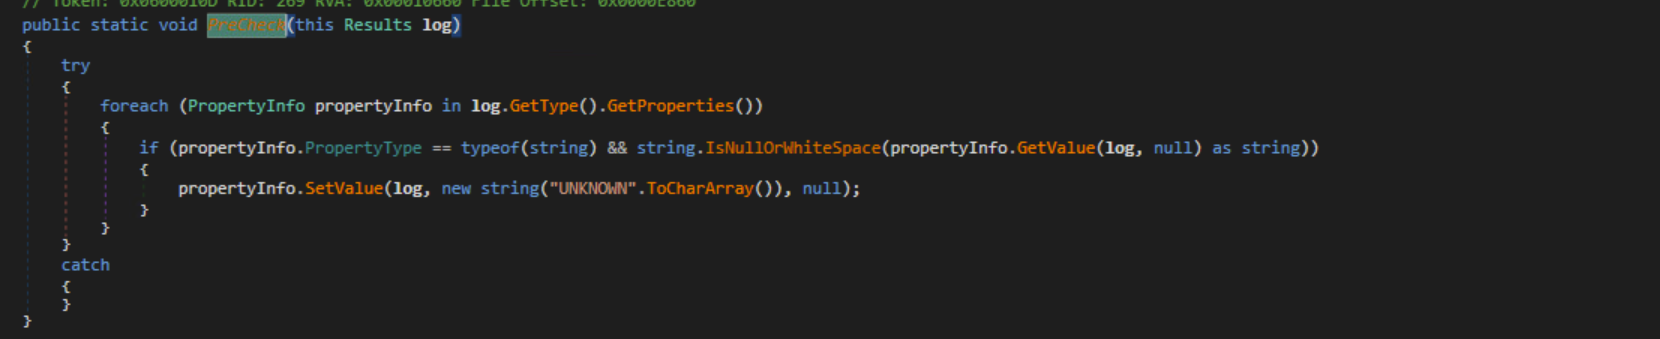 // Token: 0x0600010D RID: 269 RVA: 0x00010660 File Offset: 0x0000E860
public static void PreCheck(this Results log)
{
try
{
foreach (PropertyInfo propertyInfo in log.GetType().GetProperties())
{
if (propertyInfo.PropertyType == typeof(string) && string.IsNullOrWhiteSpace(propertyInfo.GetValue(log, null) as string))
{
propertyInfo.SetValue(log, new string("UNKNOWN".ToCharArray()), null);
}
}
}
catch
{
}
}